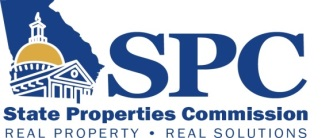 SPC
State Properties Commission
REAL PROPERTY • REAL SOLUTIONS